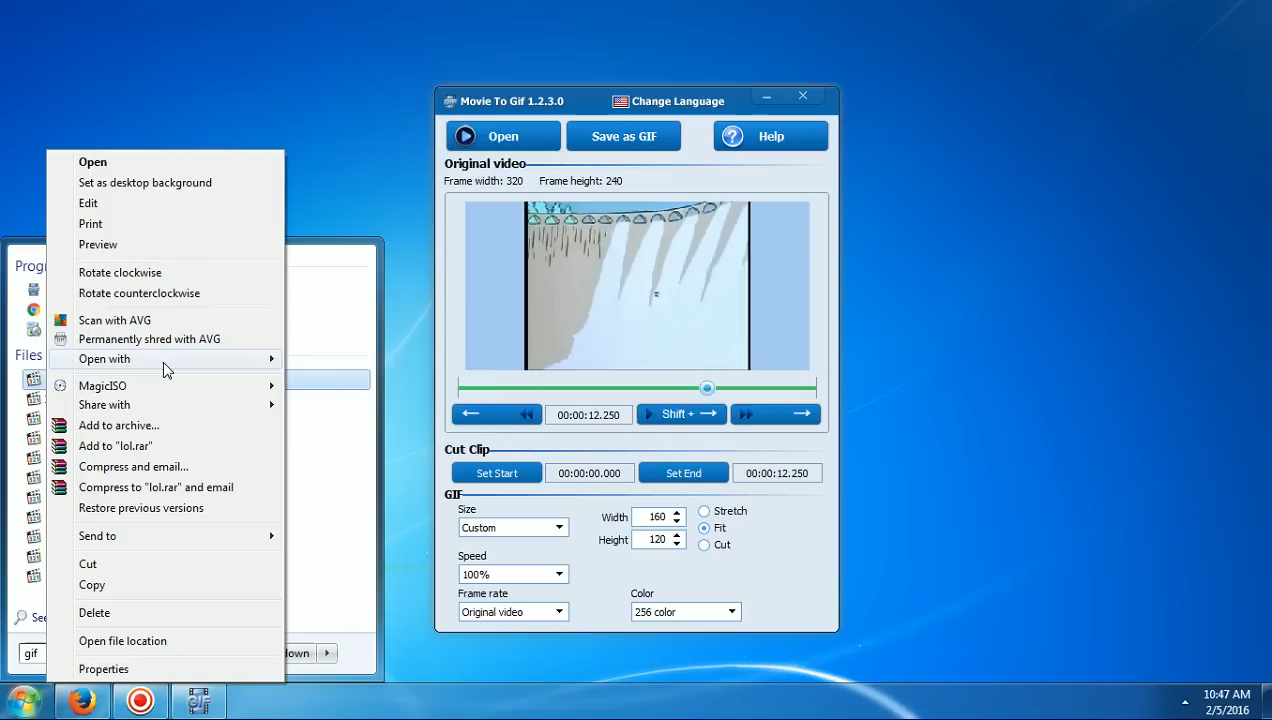 Movie To Gif 1.2.3.0
Change Language
Open
Save as GIF
Help
Original video
Frame width: 320 Frame height: 240
00:00:12.250
Shift +
Cut Clip
Set Start
00:00:00.000
Set End
00:00:12.250
GIF
Size
Custom
Width 160
Height 120
Stretch
Fit
Cut
Speed
100%
Frame rate
Original video
Color
256 color
Open
Set as desktop background
Edit
Print
Preview
Rotate clockwise
Rotate counterclockwise
Scan with AVG
Permanently shred with AVG
Open with
MagicISO
Share with
Add to archive...
Add to "lol.rar"
Compress and email...
Compress to "lol.rar" and email
Restore previous versions
Send to
Cut
Copy
Delete
Open file location
Properties
Files
gif
GIF
10:47 AM
2/5/2016